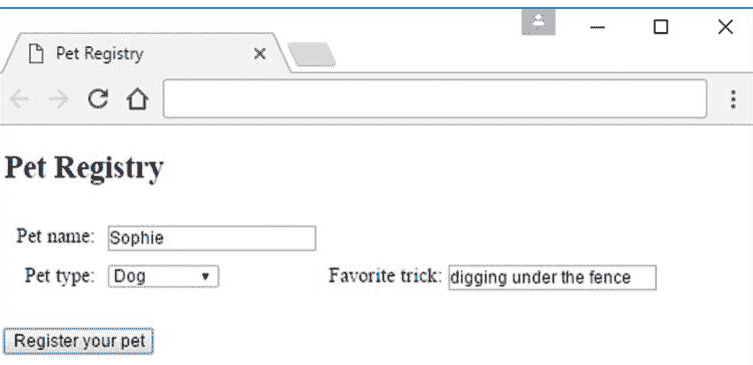 Pet Registry
Pet Registry
Pet name: Sophie
Pet type: Dog Favorite trick: digging under the fence
Register your pet